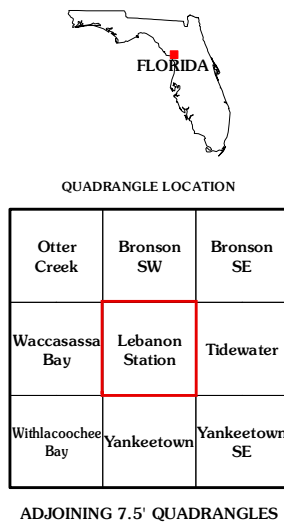 FLORIDA
QUADRANGLE LOCATION
Otter
Creek
Bronson
SW
Bronson
SE
Waccasassa
Bay
Lebanon
Station
Tidewater
Withlacoochee
Bay
Yankeetown
Yankeetown
SE
ADJOINING 7.5' QUADRANGLES